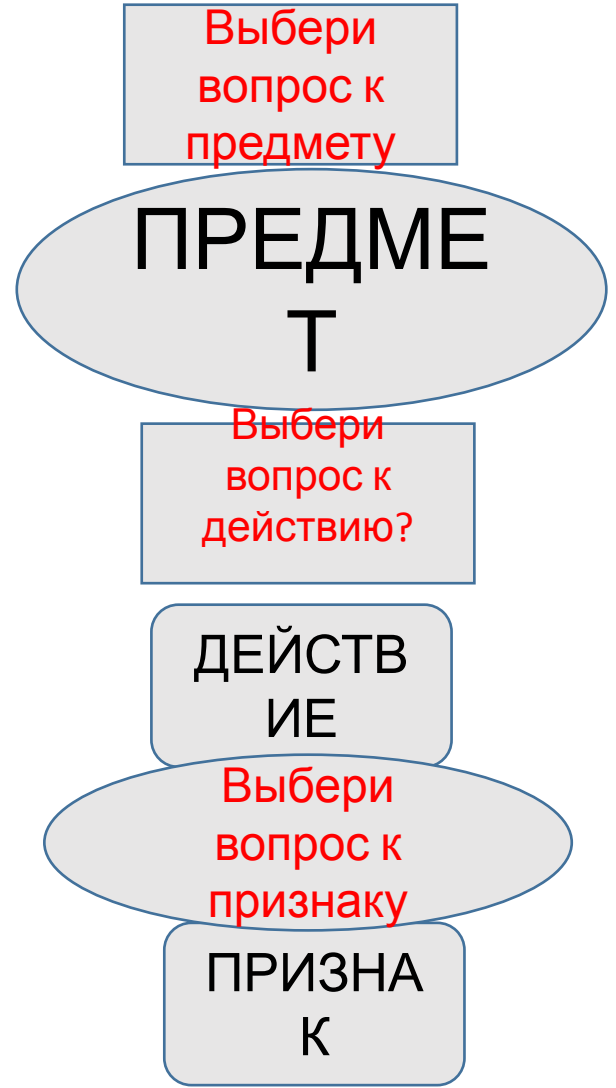 Выбери
вопрос к
предмету
ПРЕДМЕ
Т
Выбери
вопрос к
действию?
ДЕЙСТВ
ИЕ
Выбери
вопрос к
признаку
ПРИЗНА
К